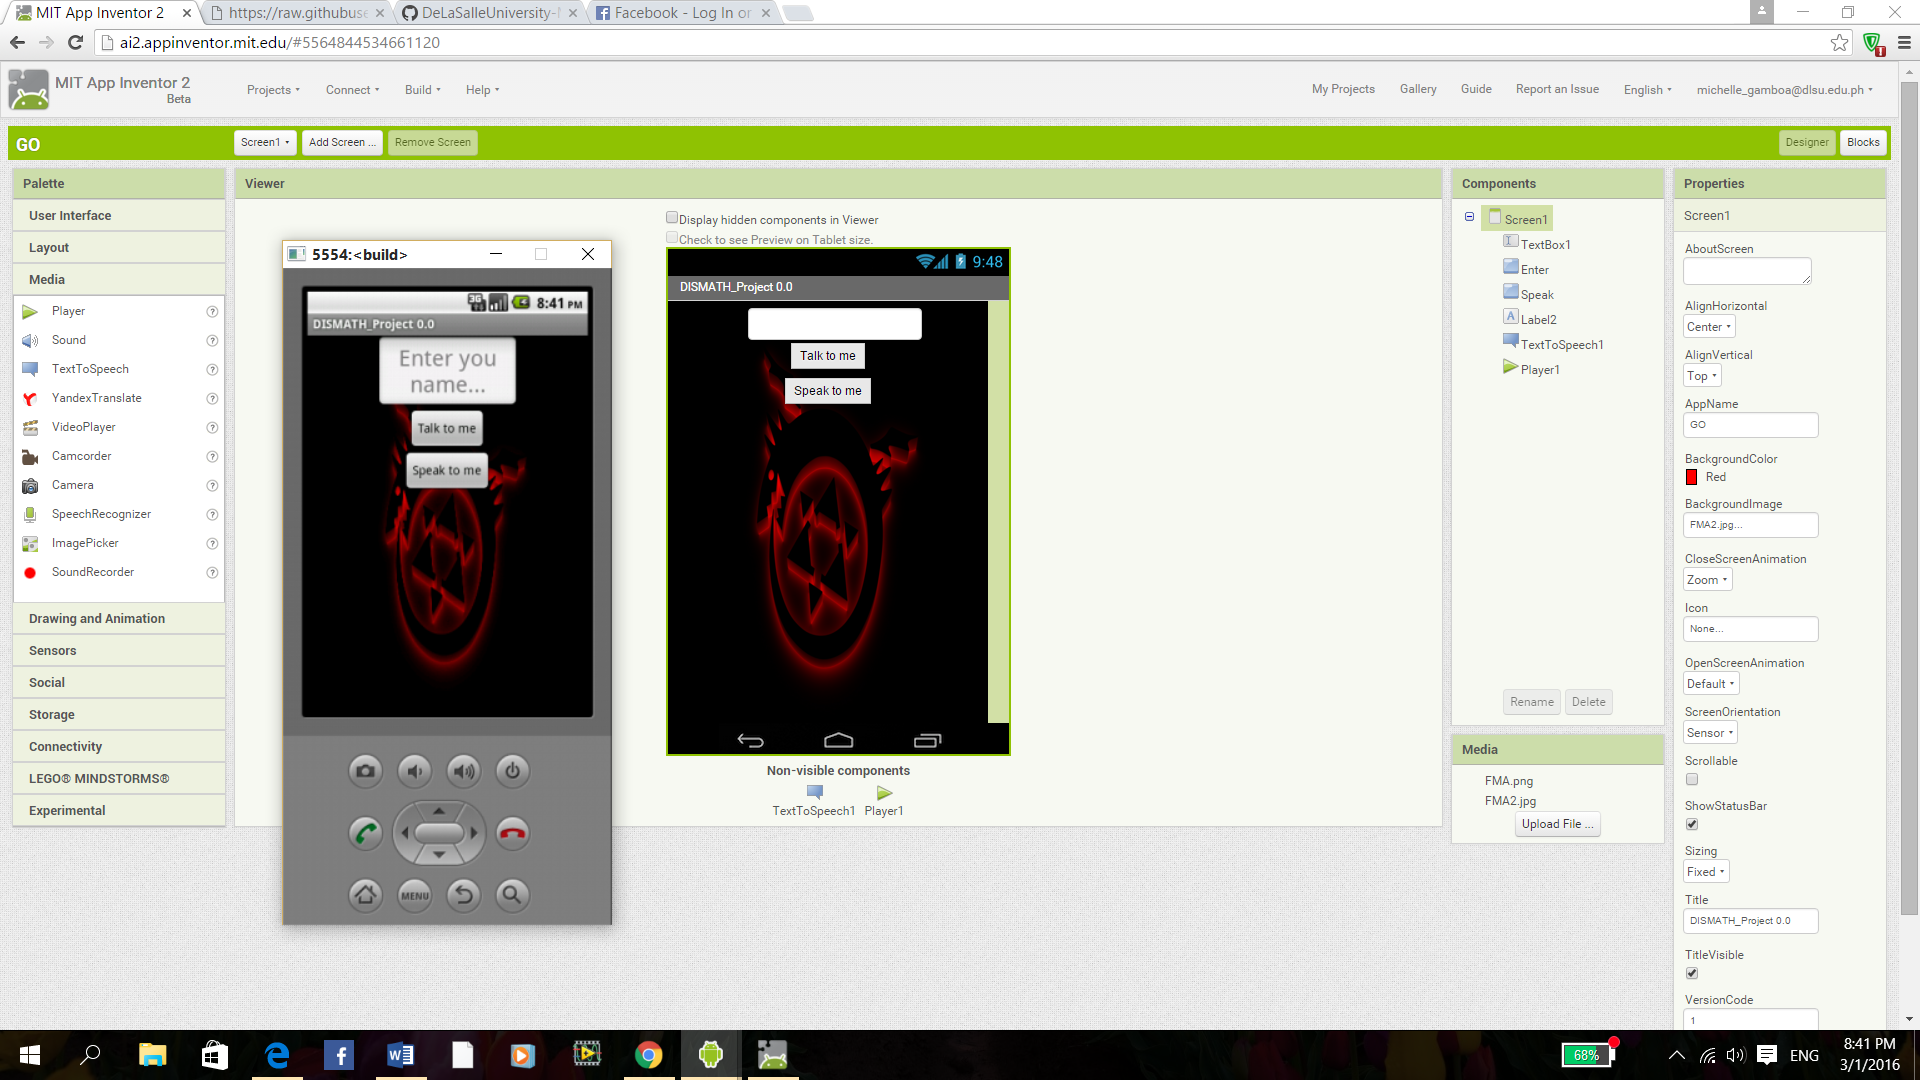 MIT App Inventor 2
https://raw.githubuse
DeLaSalleUniversity-
Facebook - Log In or
ai2.appinventor.mit.edu/#5564844534661120
MIT App Inventor 2
Beta
Projects
Connect
Build
Help
My Projects
Gallery
Guide
Report an Issue
English
michelle_gamboa@dlsu.edu.ph
GO
Screen1
Add Screen ...
Remove Screen
Designer
Blocks
Palette
User Interface
Layout
Media
Player
Sound
TextToSpeech
YandexTranslate
VideoPlayer
Camcorder
Camera
SpeechRecognizer
ImagePicker
SoundRecorder
Drawing and Animation
Sensors
Social
Storage
Connectivity
LEGO® MINDSTORMS®
Experimental
Viewer
Display hidden components in Viewer
Check to see Preview on Tablet size.
5554:<build>
3G
8:41 PM
DISMATH_Project 0.0
Enter you
name...
Talk to me
Speak to me
MENU
9:48
DISMATH_Project 0.0
Talk to me
Speak to me
Non-visible components
TextToSpeech1
Player1
Components
Screen1
TextBox1
Enter
Speak
Label2
TextToSpeech1
Player1
Rename
Delete
Media
FMA.png
FMA2.jpg
Upload File ...
Properties
Screen1
AboutScreen
AlignHorizontal
Center
AlignVertical
Top
AppName
GO
BackgroundColor
Red
BackgroundImage
FMA2.jpg...
CloseScreenAnimation
Zoom
Icon
None...
OpenScreenAnimation
Default
ScreenOrientation
Sensor
Scrollable
ShowStatusBar
Sizing
Fixed
Title
DISMATH_Project 0.0
TitleVisible
VersionCode
1
68%
ENG
8:41 PM
3/1/2016